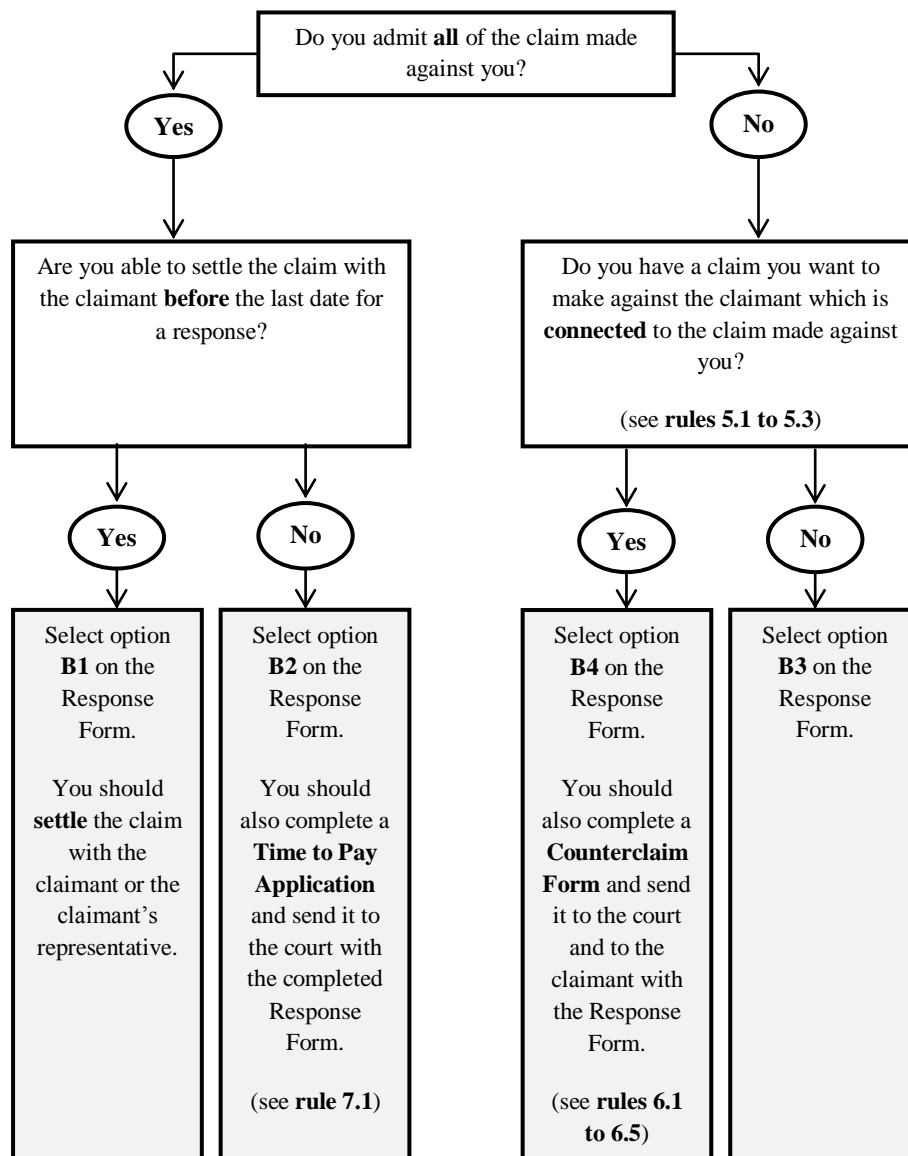 Do you admit all of the claim made
against you?
Yes
No
Are you able to settle the claim with
the claimant before the last date for
a response?
Do you have a claim you want to
make against the claimant which is
connected to the claim made against
you?
(see rules 5.1 to 5.3)
Yes
No
Yes
No
Select option
B1 on the
Response
Form.
You should
settle the claim
with the
claimant or the
claimant's
representative.
Select option
B2 on the
Response
Form.
You should
also complete a
Time to Pay
Application
and send it to
the court with
the completed
Response
Form.
(see rule 7.1)
Select option
B4 on the
Response
Form.
You should
also complete a
Counterclaim
Form and send
it to the court
and to the
claimant with
the Response
Form.
(see rules 6.1
to 6.5)
Select option
B3 on the
Response
Form.